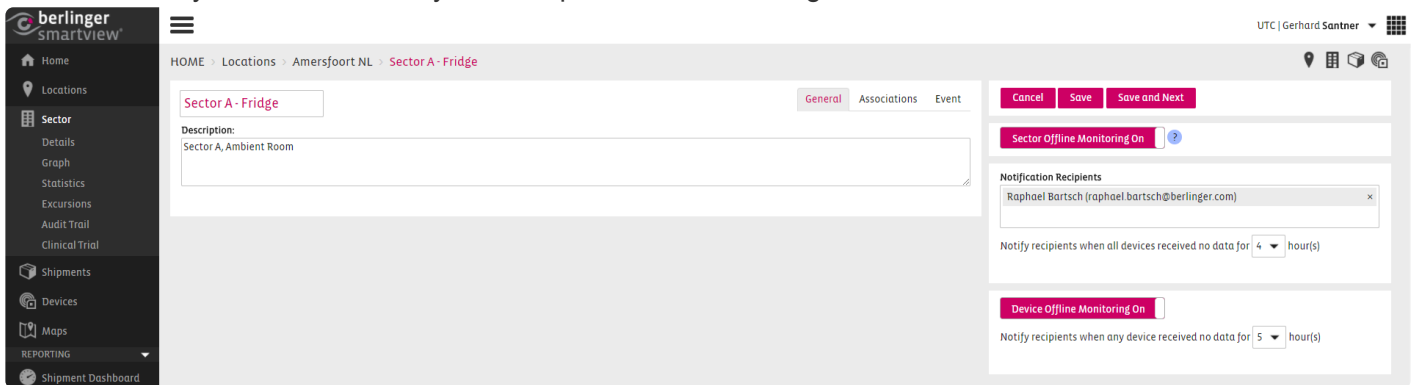 berlinger
smartview
UTC | Gerhard Santner
Home
Locations
Sector
Details
Graph
Statistics
Excursions
Audit Trail
Clinical Trial
Shipments
Devices
Maps
REPORTING
Shipment Dashboard
HOME > Locations > Amersfoort NL > Sector A - Fridge
Sector A - Fridge
General Associations Event
Description:
Sector A, Ambient Room
Cancel Save Save and Next
Sector Offline Monitoring On ?
Notification Recipients
Raphael Bartsch (raphael.bartsch@berlinger.com) ×
Notify recipients when all devices received no data for 4 hour(s)
Device Offline Monitoring On
Notify recipients when any device received no data for 5 hour(s)